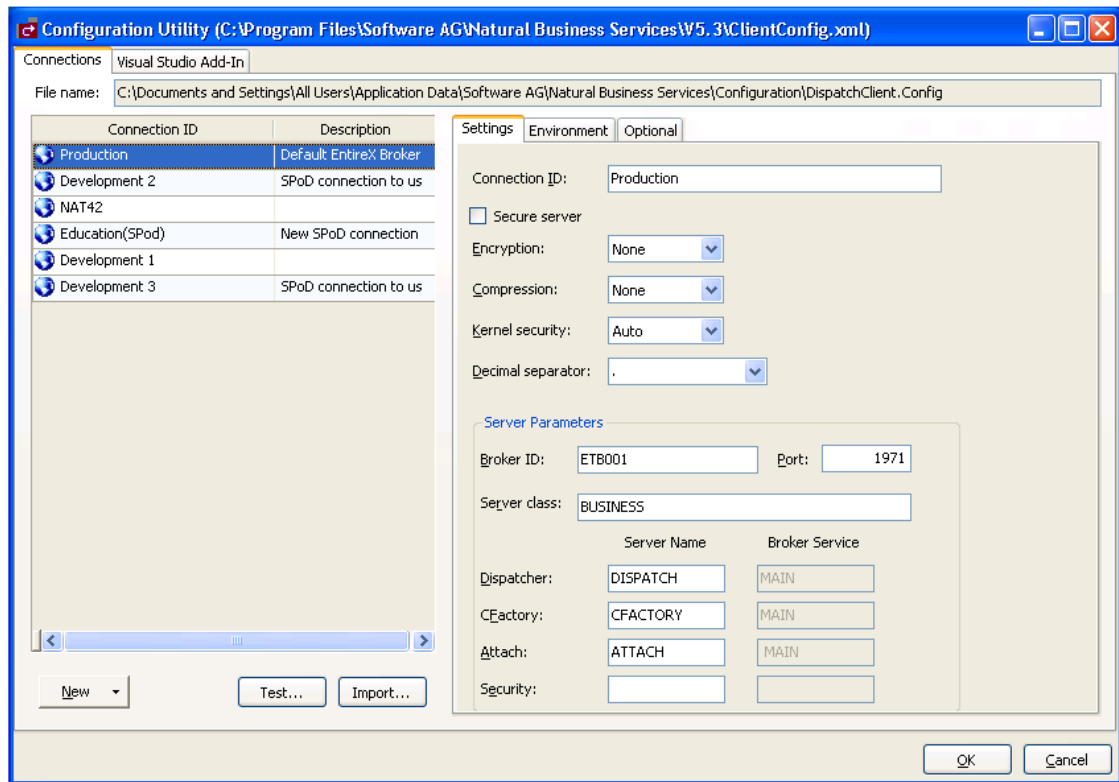 Configuration Utility (C:\Program Files\Software AG\Natural Business Services\V5.3\ClientConfig.xml)
Connections Visual Studio Add-In
File name: C:\Documents and Settings\All Users\Application Data\Software AG\Natural Business Services\Configuration\DispatchClient.Config
Connection ID Description
Production Default EntireX Broker
Development 2 SPoD connection to us
NAT42
Education(SPod) New SPoD connection
Development 1
Development 3 SPoD connection to us
New Test... Import...
Settings Environment Optional
Connection ID: Production
Secure server
Encryption: None
Compression: None
Kernel security: Auto
Decimal separator: .
Server Parameters
Broker ID: ETB001 Port: 1971
Server class: BUSINESS
Server Name Broker Service
Dispatcher: DISPATCH MAIN
CFactory: CFACTORY MAIN
Attach: ATTACH MAIN
Security:
OK Cancel